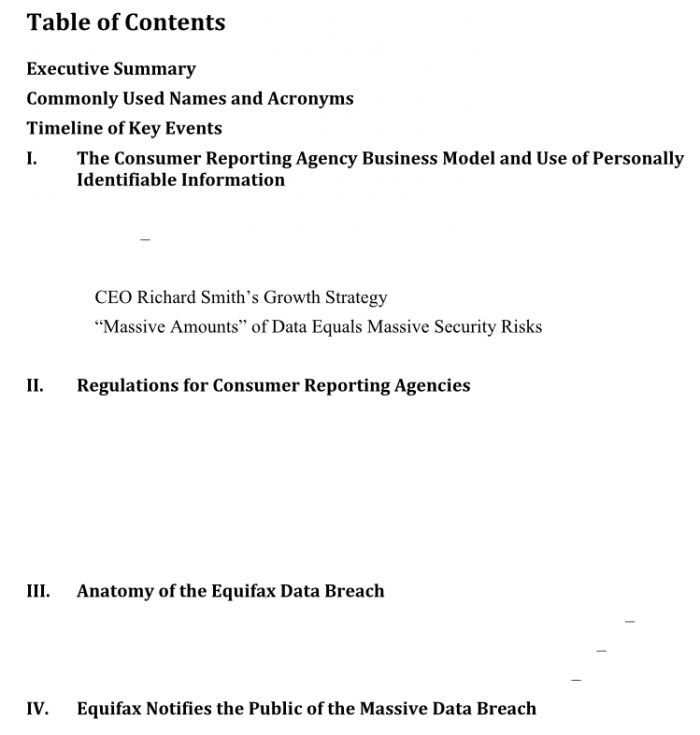 Table of Contents
Executive Summary
Commonly Used Names and Acronyms
Timeline of Key Events
I. The Consumer Reporting Agency Business Model and Use of Personally
Identifiable Information
–
CEO Richard Smith’s Growth Strategy
“Massive Amounts” of Data Equals Massive Security Risks
II. Regulations for Consumer Reporting Agencies
III. Anatomy of the Equifax Data Breach
–
–
–
IV. Equifax Notifies the Public of the Massive Data Breach